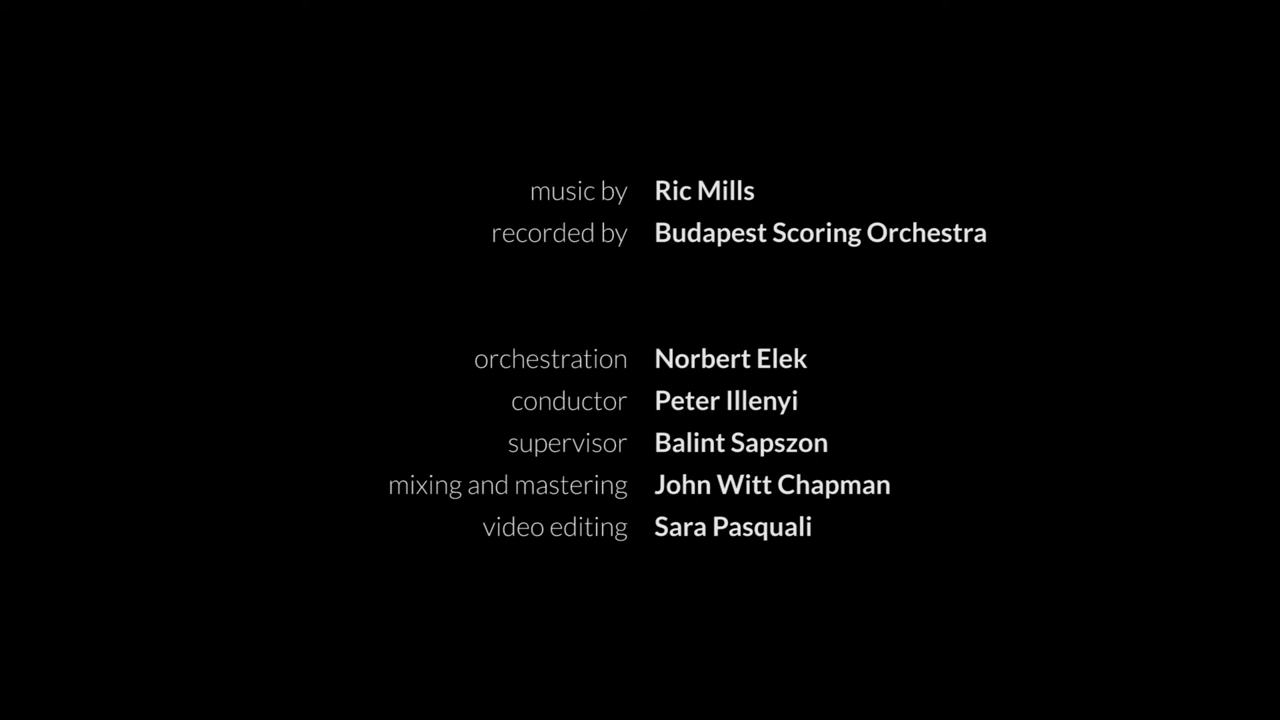 music by Ric Mills
recorded by Budapest Scoring Orchestra
orchestration Norbert Elek
conductor Peter Illenyi
supervisor Balint Sapszon
mixing and mastering John Witt Chapman
video editing Sara Pasquali